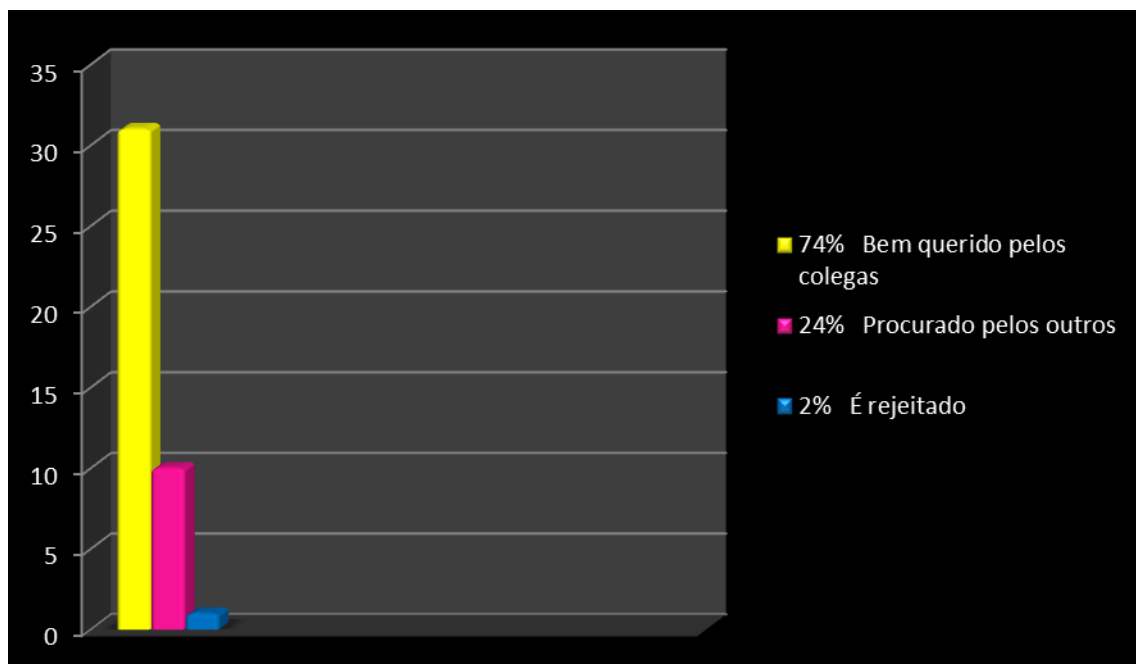 35
30
25
20
15
10
5
0
74% Bem querido pelos
colegas
24% Procurado pelos outros
2% É rejeitado